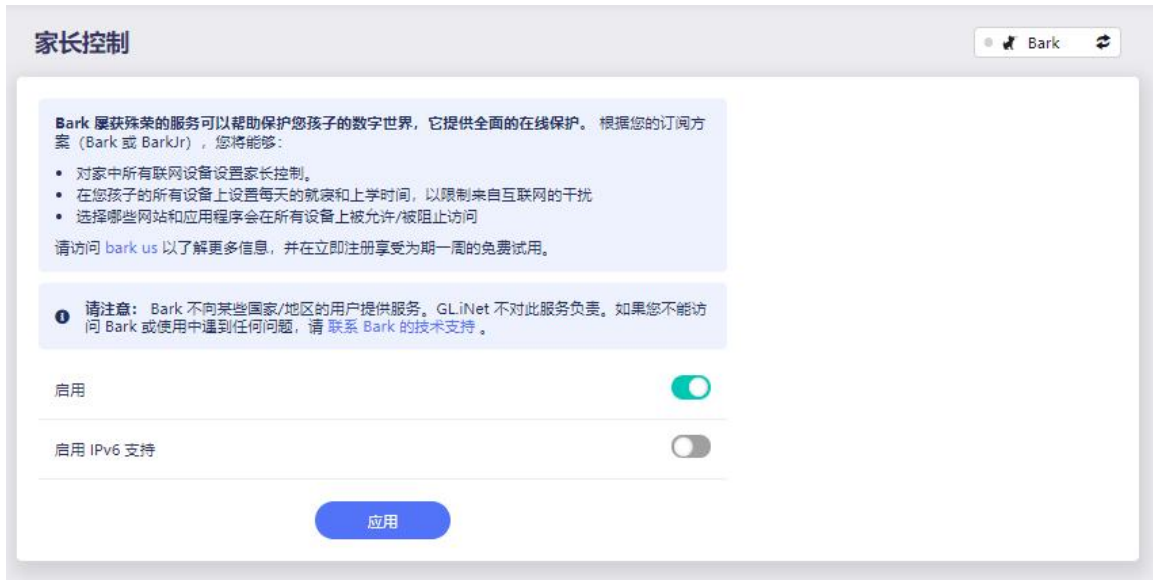 家长控制
Bark
Bark 屡获殊荣的服务可以帮助保护您孩子的数字世界，它提供全面的在线保护。 根据您的订阅方
案（Bark 或 BarkJr），您将能够：
• 对家中所有联网设备设置家长控制。
• 在您孩子的所有设备上设置每天的就寝和上学时间，以限制来自互联网的干扰
• 选择哪些网站和应用程序会在所有设备上被允许/被阻止访问
请访问 bark us 以了解更多信息，并在立即注册享受为期一周的免费试用。
请注意： Bark 不向某些国家/地区的用户提供服务。GL.iNet 不对此服务负责。如果您不能访
问 Bark 或使用中遇到任何问题，请 联系 Bark 的技术支持 。
启用
启用 IPv6 支持
应用